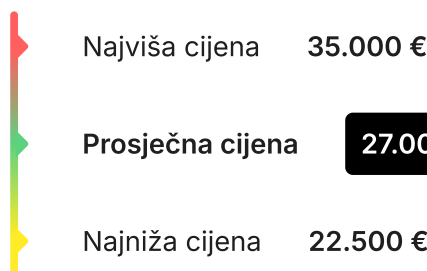 Najviša cijena 35.000 €
Prosječna cijena 27.00
Najniža cijena 22.500 €